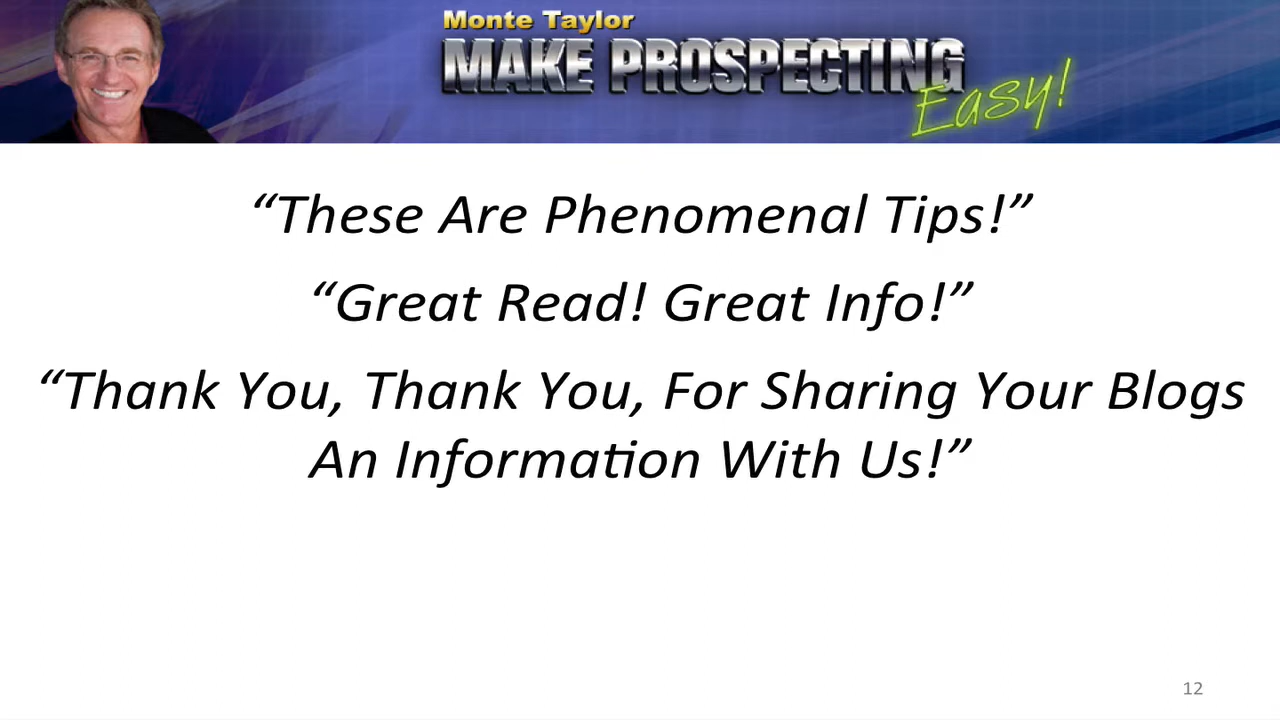 Monte Taylor
MAKE PROSPECTING
Easy!
“These Are Phenomenal Tips!”
“Great Read! Great Info!”
“Thank You, Thank You, For Sharing Your Blogs
An Information With Us!”
12